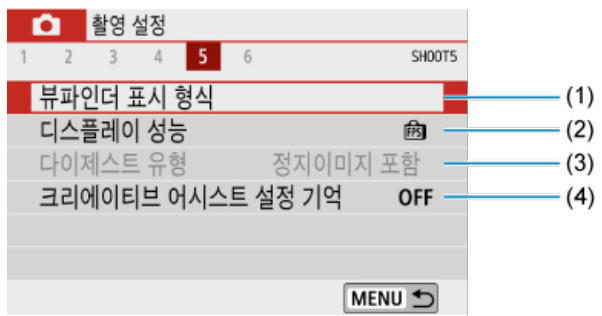 촬영 설정
1 2 3 4 5 6 SHOOT5
뷰파인더 표시 형식 (1)
디스플레이 성능 FPS (2)
다이제스트 유형 정지이미지 포함 (3)
크리에이티브 어시스트 설정 기억 OFF (4)
MENU